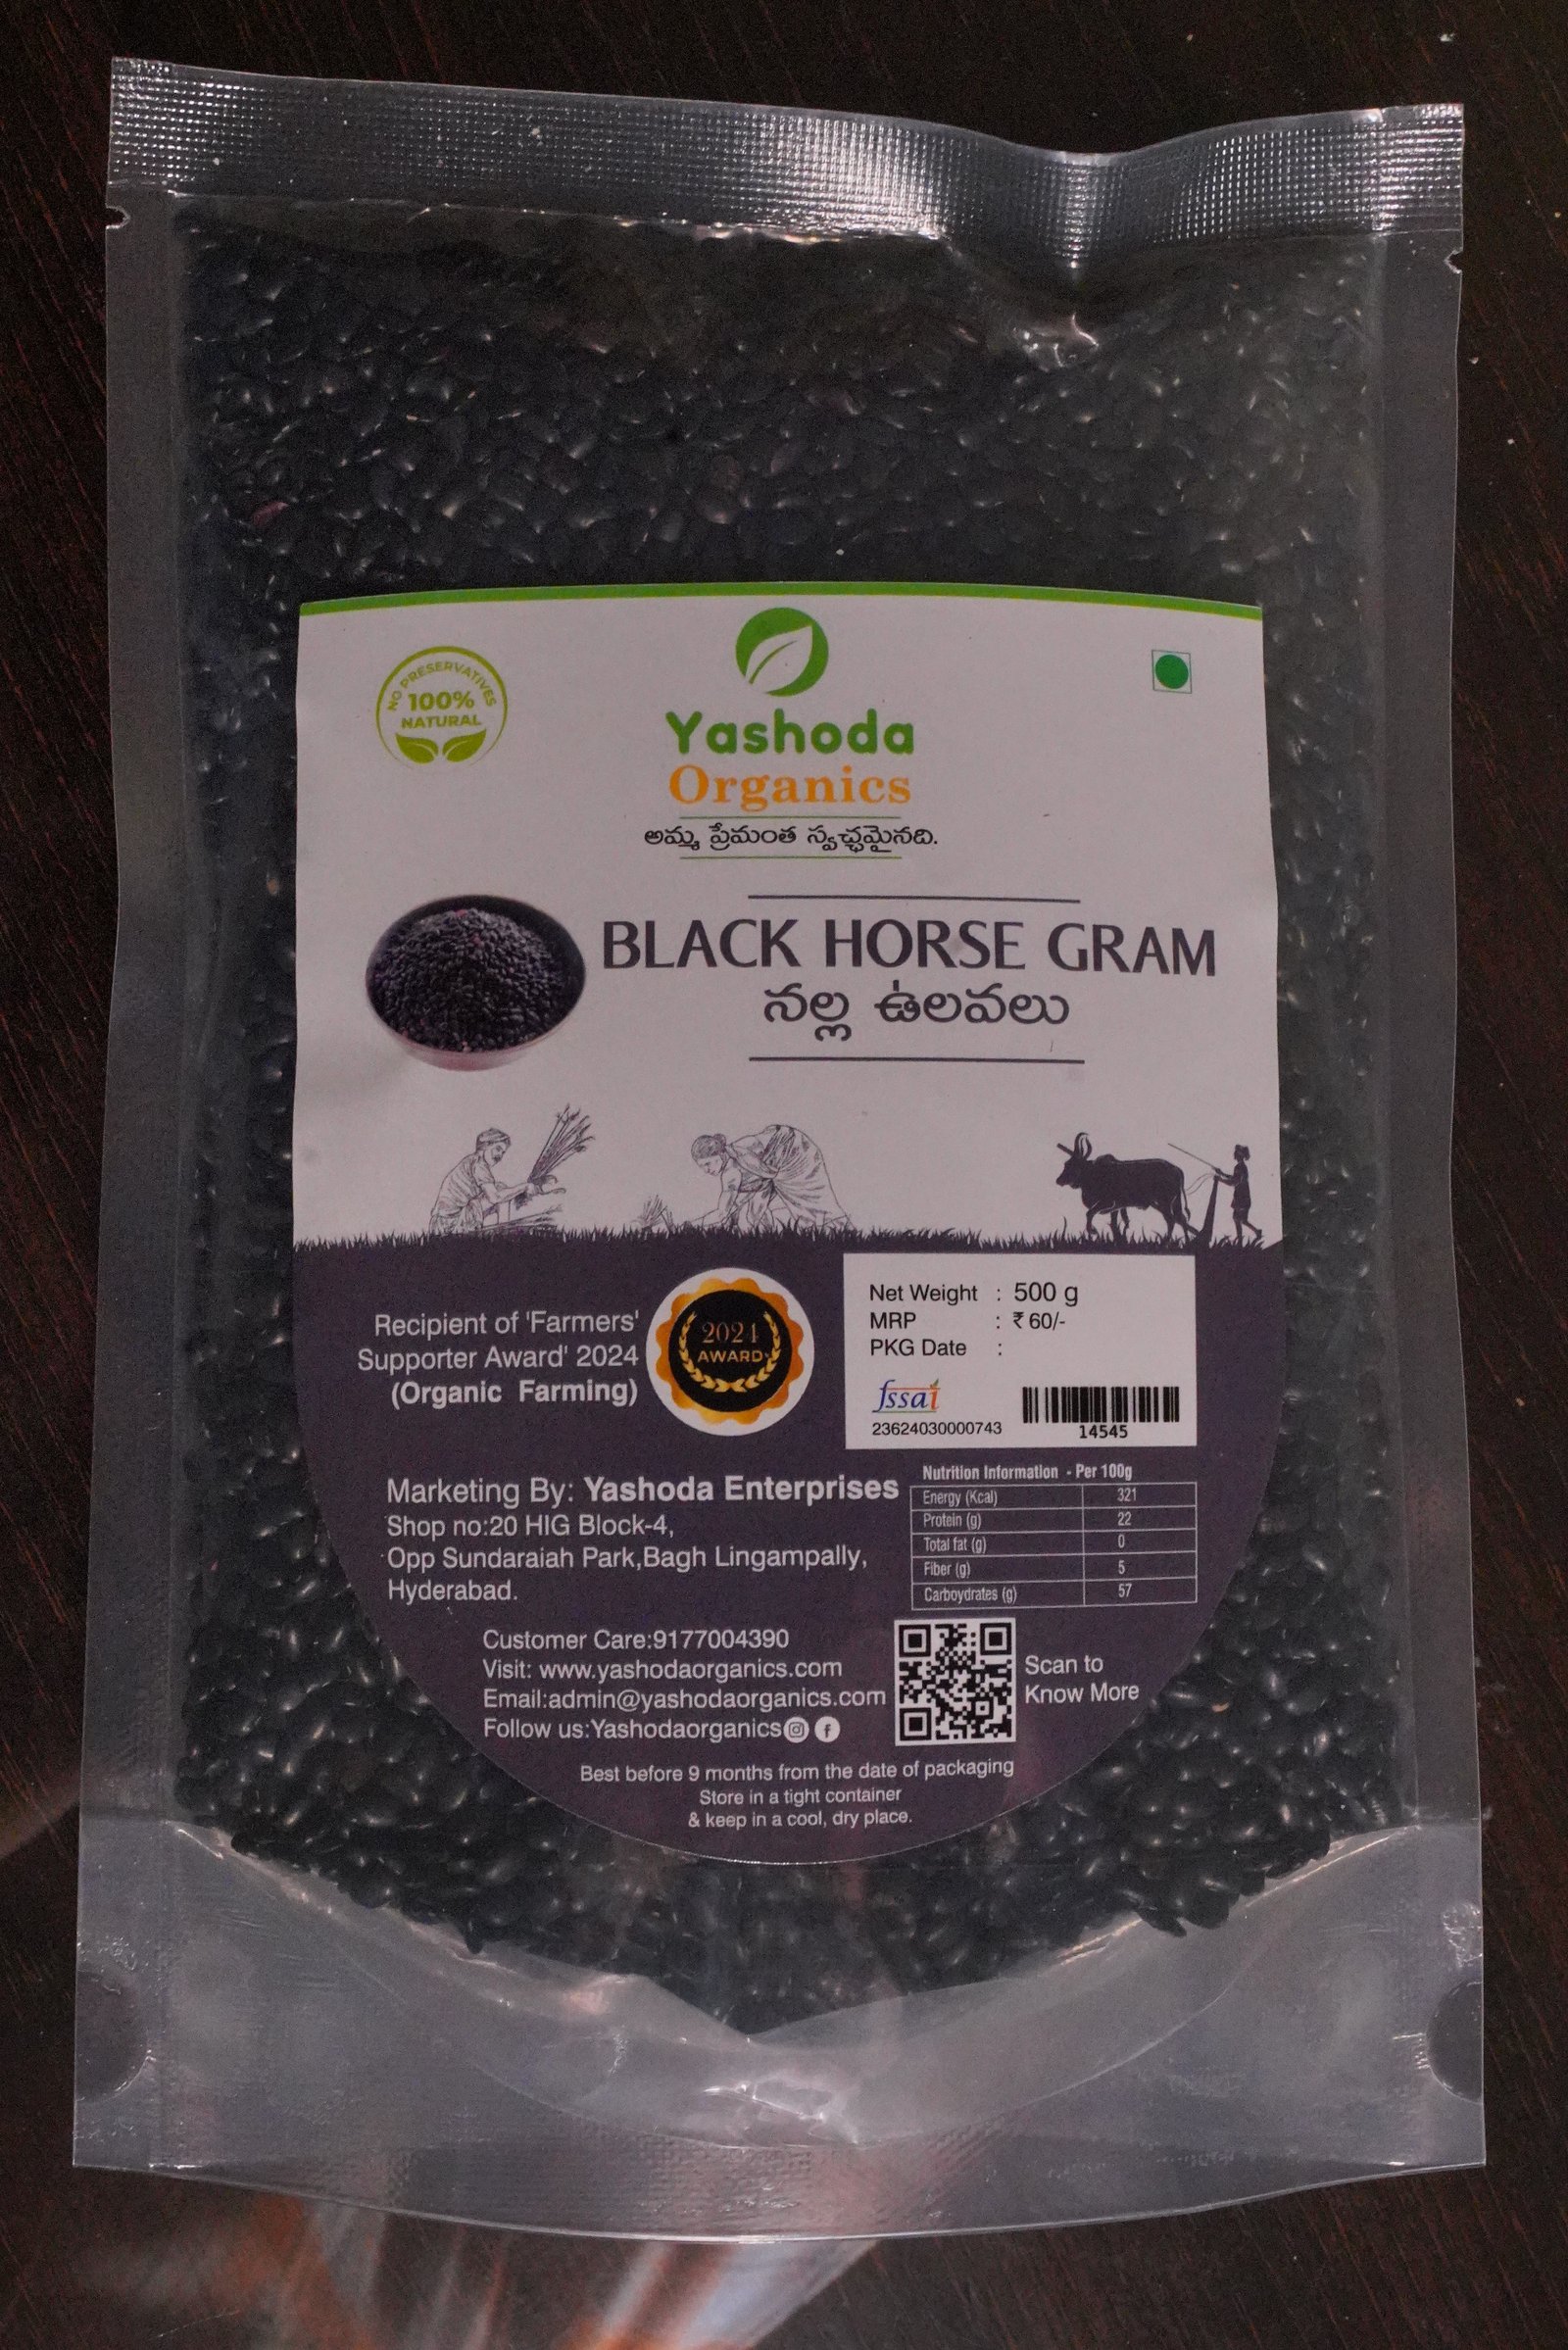 NO PRESERVATIVES
100%
NATURAL
Yashoda
Organics
అమ్మ ప్రేమంత స్వచ్ఛమైనది.
BLACK HORSE GRAM
నల్ల ఉలవలు
Recipient of 'Farmers'
Supporter Award' 2024
(Organic Farming)
2024
AWARD
Net Weight : 500 g
MRP : ₹ 60/-
PKG Date :
fssai
23624030000743
14545
Marketing By: Yashoda Enterprises
Shop no:20 HIG Block-4,
Opp Sundaraiah Park,Bagh Lingampally,
Hyderabad.
Nutrition Information - Per 100g
Energy (Kcal) 321
Protein (g) 22
Total fat (g) 0
Fiber (g) 5
Carboydrates (g) 57
Customer Care:9177004390
Visit: www.yashodaorganics.com
Email:admin@yashodaorganics.com
Follow us:Yashodaorganics
Scan to
Know More
Best before 9 months from the date of packaging
Store in a tight container
& keep in a cool, dry place.